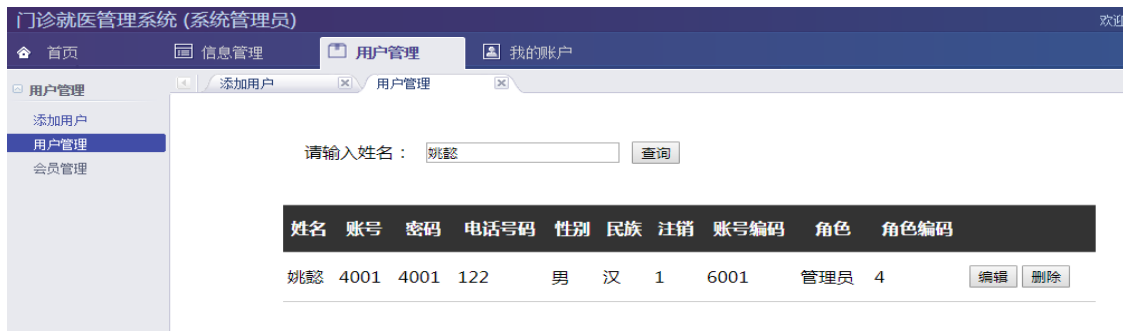 门诊就医管理系统 (系统管理员)
欢迎
首页 信息管理 用户管理 我的账户
用户管理 添加用户 用户管理
添加用户
用户管理
会员管理
请输入姓名： 姚懿 查询
姓名 账号 密码 电话号码 性别 民族 注销 账号编码 角色 角色编码
姚懿 4001 4001 122 男 汉 1 6001 管理员 4 编辑 删除